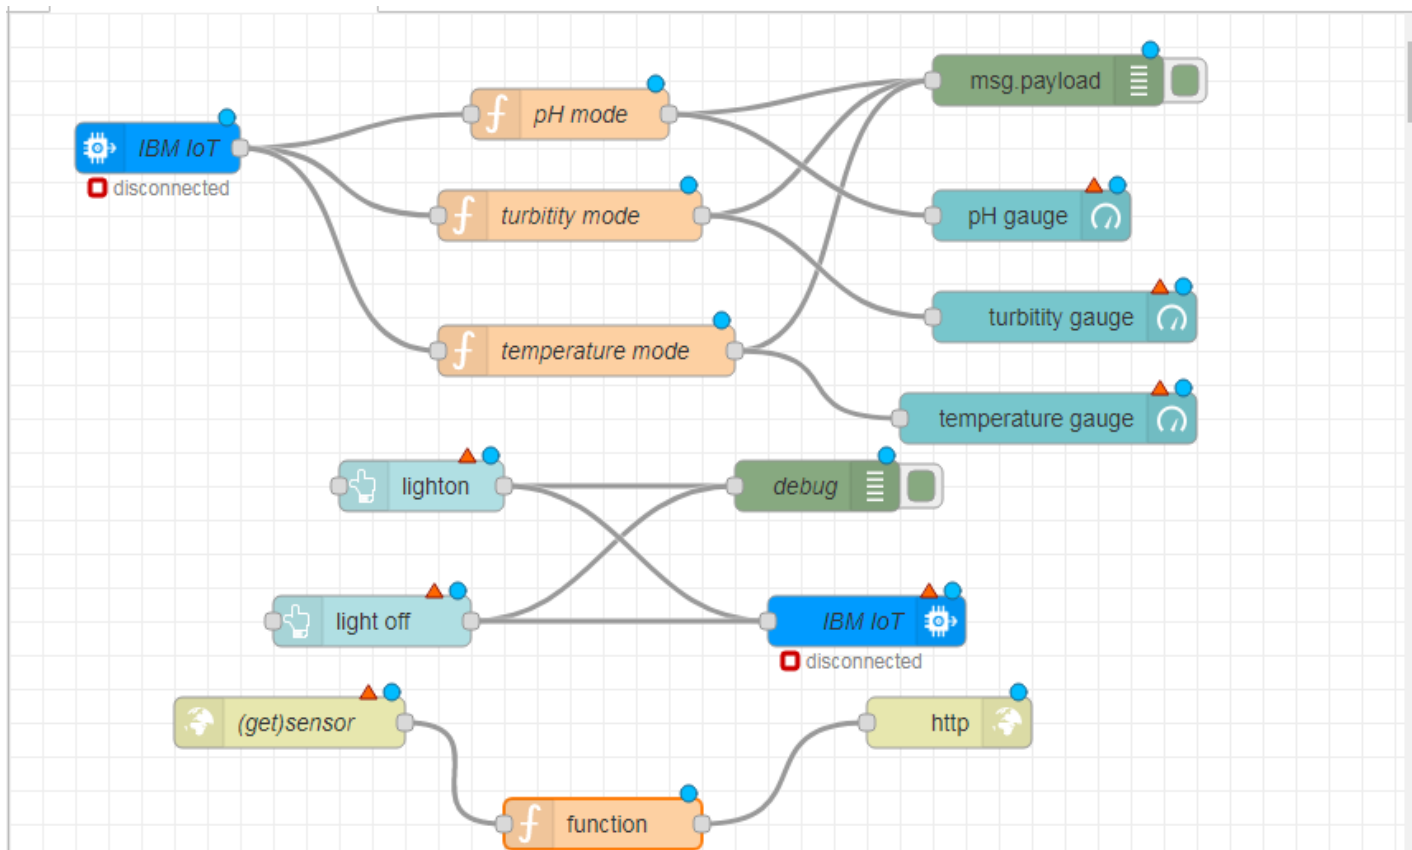 msg.payload
pH mode
IBM IoT
disconnected
turbitity mode
pH gauge
turbitity gauge
temperature mode
temperature gauge
lighton
debug
light off
IBM IoT
disconnected
(get)sensor
http
function